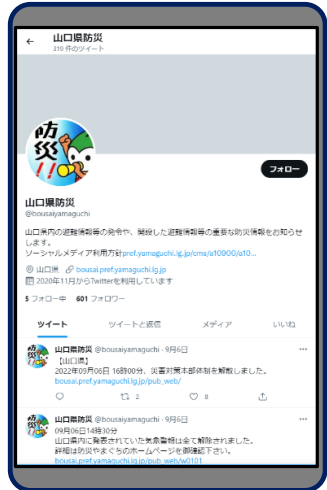 山口県防災
319 件のツイート
防災!!
フォロー
山口県防災
@bousaiyamaguchi
山口県内の避難情報等の発令や、開設した避難情報等の重要な防災情報をお知らせ
します。
ソーシャルメディア利用方針pref.yamaguchi.lg.jp/cms/a10900/a10...
山口県 bousai.pref.yamaguchi.lg.jp
2020年11月からTwitterを利用しています
5 フォロー中 601 フォロワー
ツイート ツイートと返信 メディア いいね
山口県防災 @bousaiyamaguchi · 9月6日
【山口県】
2022年09月06日 16時00分、災害対策本部体制を解散しました。
bousai.pref.yamaguchi.lg.jp/pub_web/
2 8
山口県防災 @bousaiyamaguchi · 9月6日
09月06日14時30分
山口県内に発表されていた気象警報は全て解除されました。
詳細は防災やまぐちのホームページを御確認下さい。
bousai.pref.yamaguchi.lg.jp/pub_web/w0101